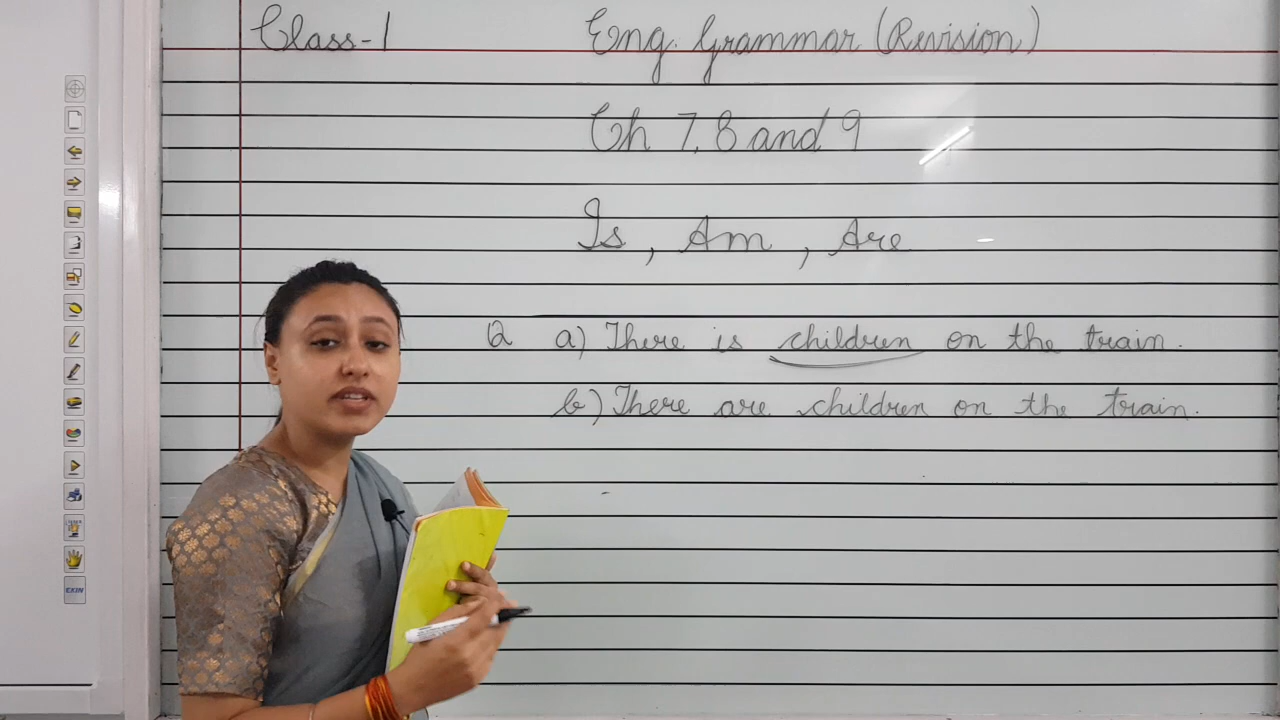 Class-1
Eng. Grammar (Revision)
Ch 7, 8 and 9
Is, Am, Are
Q a) There is children on the train.
b) There are children on the train.